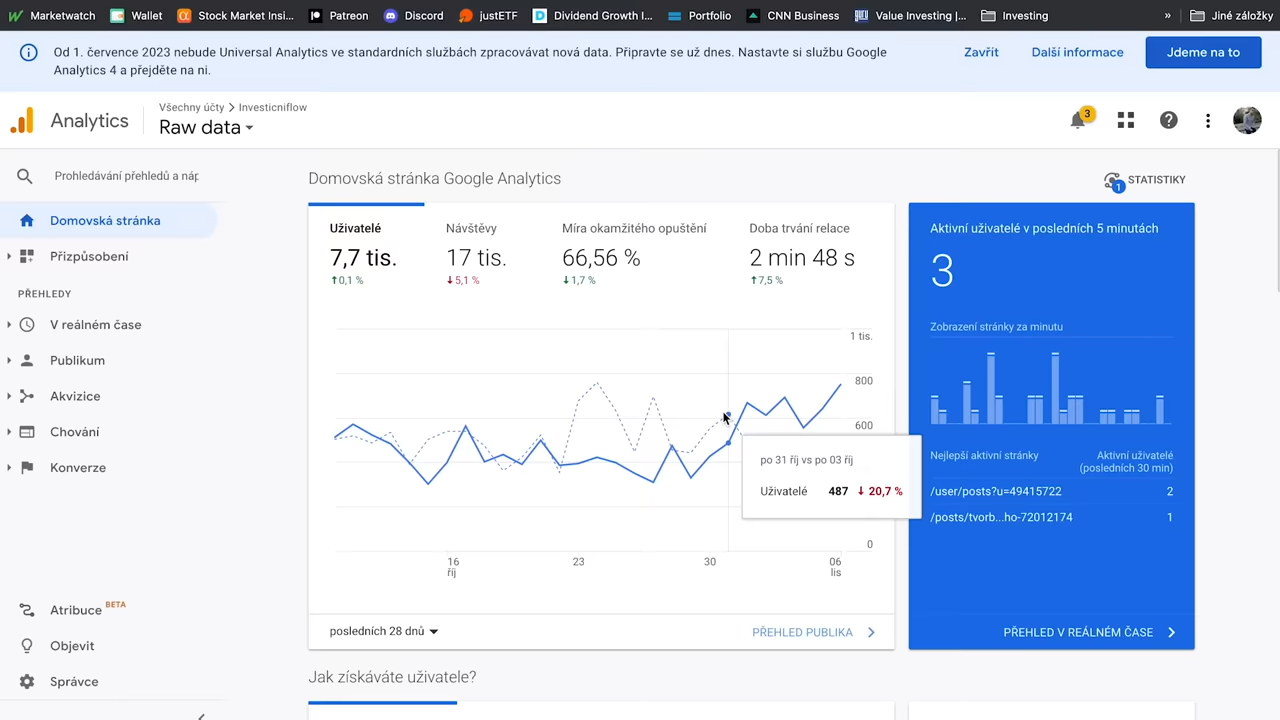 Marketwatch
Wallet
Stock Market Insi...
Patreon
Discord
justETF
Dividend Growth I...
Portfolio
CNN Business
Value Investing |...
Investing
»
Jiné záložky
Od 1. července 2023 nebude Universal Analytics ve standardních službách zpracovávat nová data. Připravte se už dnes. Nastavte si službu Google
Analytics 4 a přejděte na ni.
Zavřít
Další informace
Jdeme na to
Analytics
Všechny účty > Investicniflow
Raw data
3
Prohledávání přehledů a náp
Domovská stránka
Přizpůsobení
PŘEHLEDY
V reálném čase
Publikum
Akvizice
Chování
Konverze
Atribuce BETA
Objevit
Správce
Domovská stránka Google Analytics
1
STATISTIKY
Uživatelé
7,7 tis.
↑0,1 %
Návštěvy
17 tis.
↓5,1 %
Míra okamžitého opuštění
66,56 %
↓1,7 %
Doba trvání relace
2 min 48 s
↑7,5 %
1 tis.
800
600
0
po 31 říj vs po 03 říj
Uživatelé 487 ↓ 20,7 %
16
říj
23
30
06
lis
posledních 28 dnů
PŘEHLED PUBLIKA
Aktivní uživatelé v posledních 5 minutách
3
Zobrazení stránky za minutu
Nejlepší aktivní stránky
Aktivní uživatelé
(posledních 30 min)
/user/posts?u=49415722 2
/posts/tvorb...ho-72012174 1
PŘEHLED V REÁLNÉM ČASE
Jak získáváte uživatele?